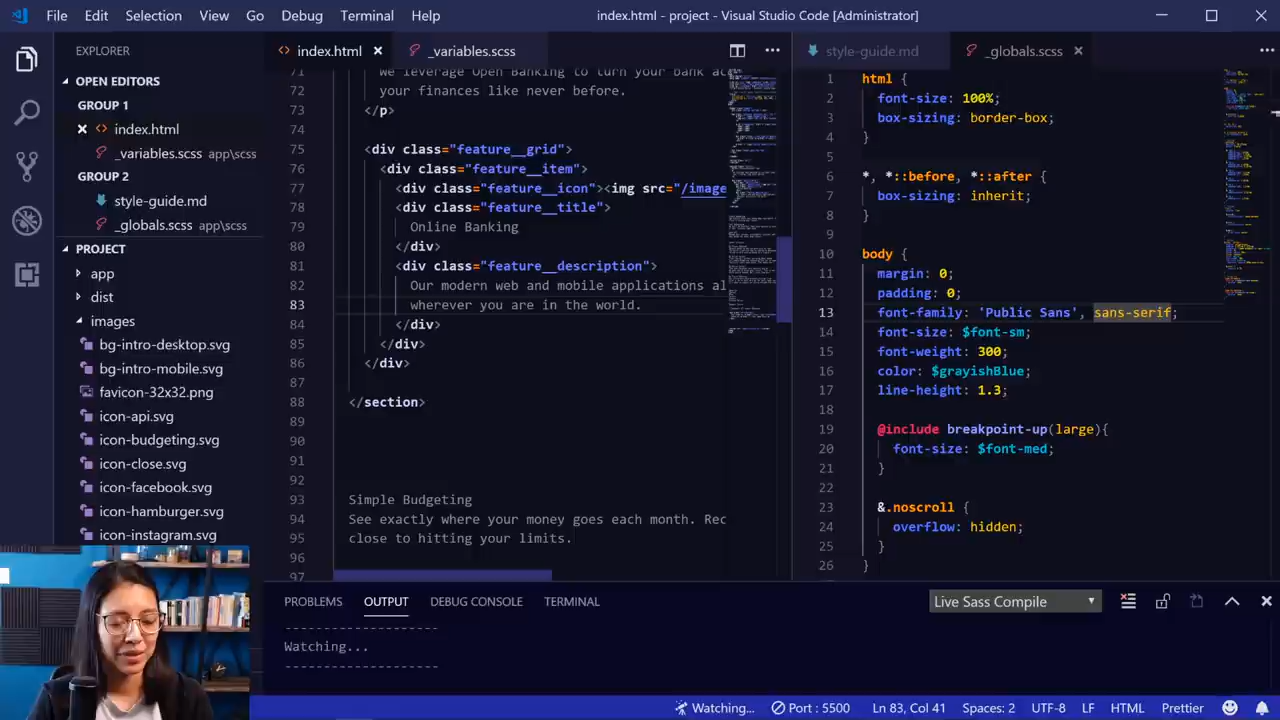 File Edit Selection View Go Debug Terminal Help
index.html - project - Visual Studio Code [Administrator]
EXPLORER
OPEN EDITORS
GROUP 1
index.html
_variables.scss app\scss
GROUP 2
style-guide.md
_globals.scss app\scss
PROJECT
app
dist
images
bg-intro-desktop.svg
bg-intro-mobile.svg
favicon-32x32.png
icon-api.svg
icon-budgeting.svg
icon-close.svg
icon-facebook.svg
icon-hamburger.svg
icon-instagram.svg
index.html
_variables.scss
71 We leverage Open Banking to turn your bank ac
72 your finances like never before.
73 </p>
74
75 <div class="feature__grid">
76 <div class="feature__item">
77 <div class="feature__icon"><img src="/image
78 <div class="feature__title">
79 Online Banking
80 </div>
81 <div class="feature__description">
82 Our modern web and mobile applications al
83 wherever you are in the world.
84 </div>
85 </div>
86 </div>
87
88 </section>
89
90
91
92
93 Simple Budgeting
94 See exactly where your money goes each month. Rec
95 close to hitting your limits.
96
97
style-guide.md
_globals.scss
1 html {
2 font-size: 100%;
3 box-sizing: border-box;
4 }
5
6 *, *::before, *::after {
7 box-sizing: inherit;
8 }
9
10 body {
11 margin: 0;
12 padding: 0;
13 font-family: 'Public Sans', sans-serif;
14 font-size: $font-sm;
15 font-weight: 300;
16 color: $grayishBlue;
17 line-height: 1.3;
18
19 @include breakpoint-up(large){
20 font-size: $font-med;
21 }
22
23 &.noscroll {
24 overflow: hidden;
25 }
26 }
PROBLEMS OUTPUT DEBUG CONSOLE TERMINAL
Live Sass Compile
--------------------
Watching...
--------------------
Watching... Port : 5500 Ln 83, Col 41 Spaces: 2 UTF-8 LF HTML Prettier